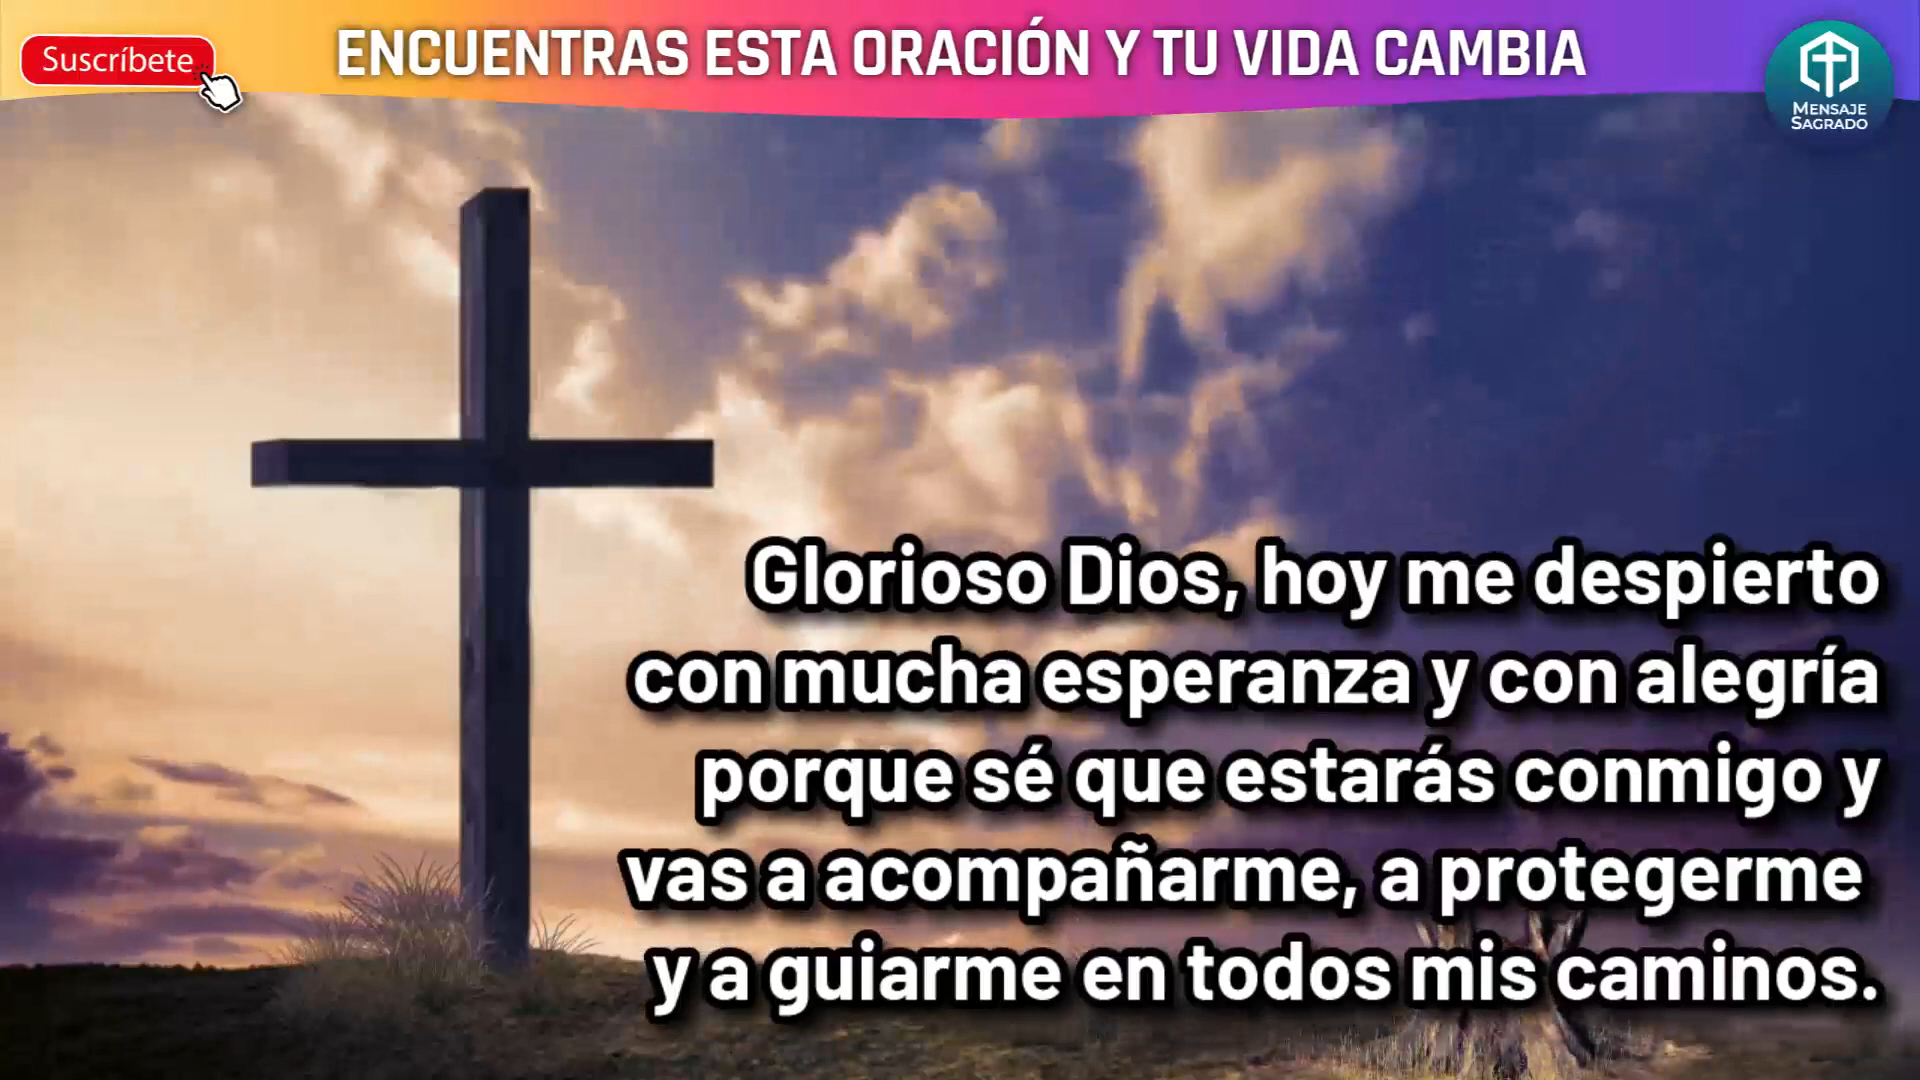 Suscríbete
ENCUENTRAS ESTA ORACIÓN Y TU VIDA CAMBIA
MENSAJE
SAGRADO
Glorioso Dios, hoy me despierto
con mucha esperanza y con alegría
porque sé que estarás conmigo y
vas a acompañarme, a protegerme
y a guiarme en todos mis caminos.